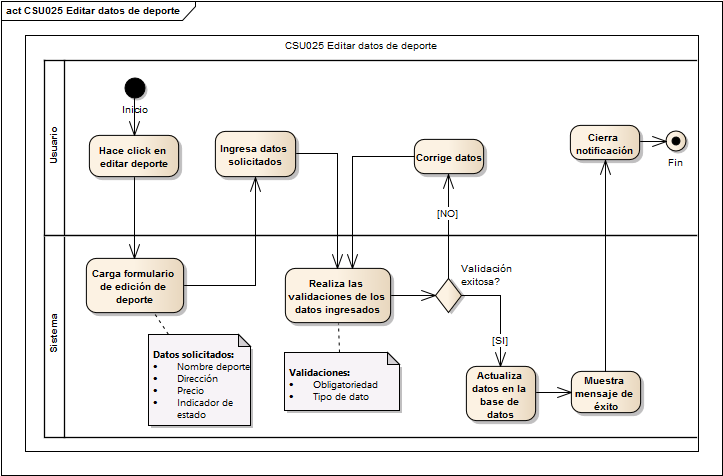 act CSU025 Editar datos de deporte
CSU025 Editar datos de deporte
Usuario
Inicio
Hace click en
editar deporte
Ingresa datos
solicitados
Corrige datos
Cierra
notificación
Fin
[NO]
Sistema
Carga formulario
de edición de
deporte
Realiza las
validaciones de los
datos ingresados
Validación
exitosa?
[SI]
Datos solicitados:
• Nombre deporte
• Dirección
• Precio
• Indicador de
estado
Validaciones:
• Obligatoriedad
• Tipo de dato
Actualiza
datos en la
base de
datos
Muestra
mensaje de
éxito